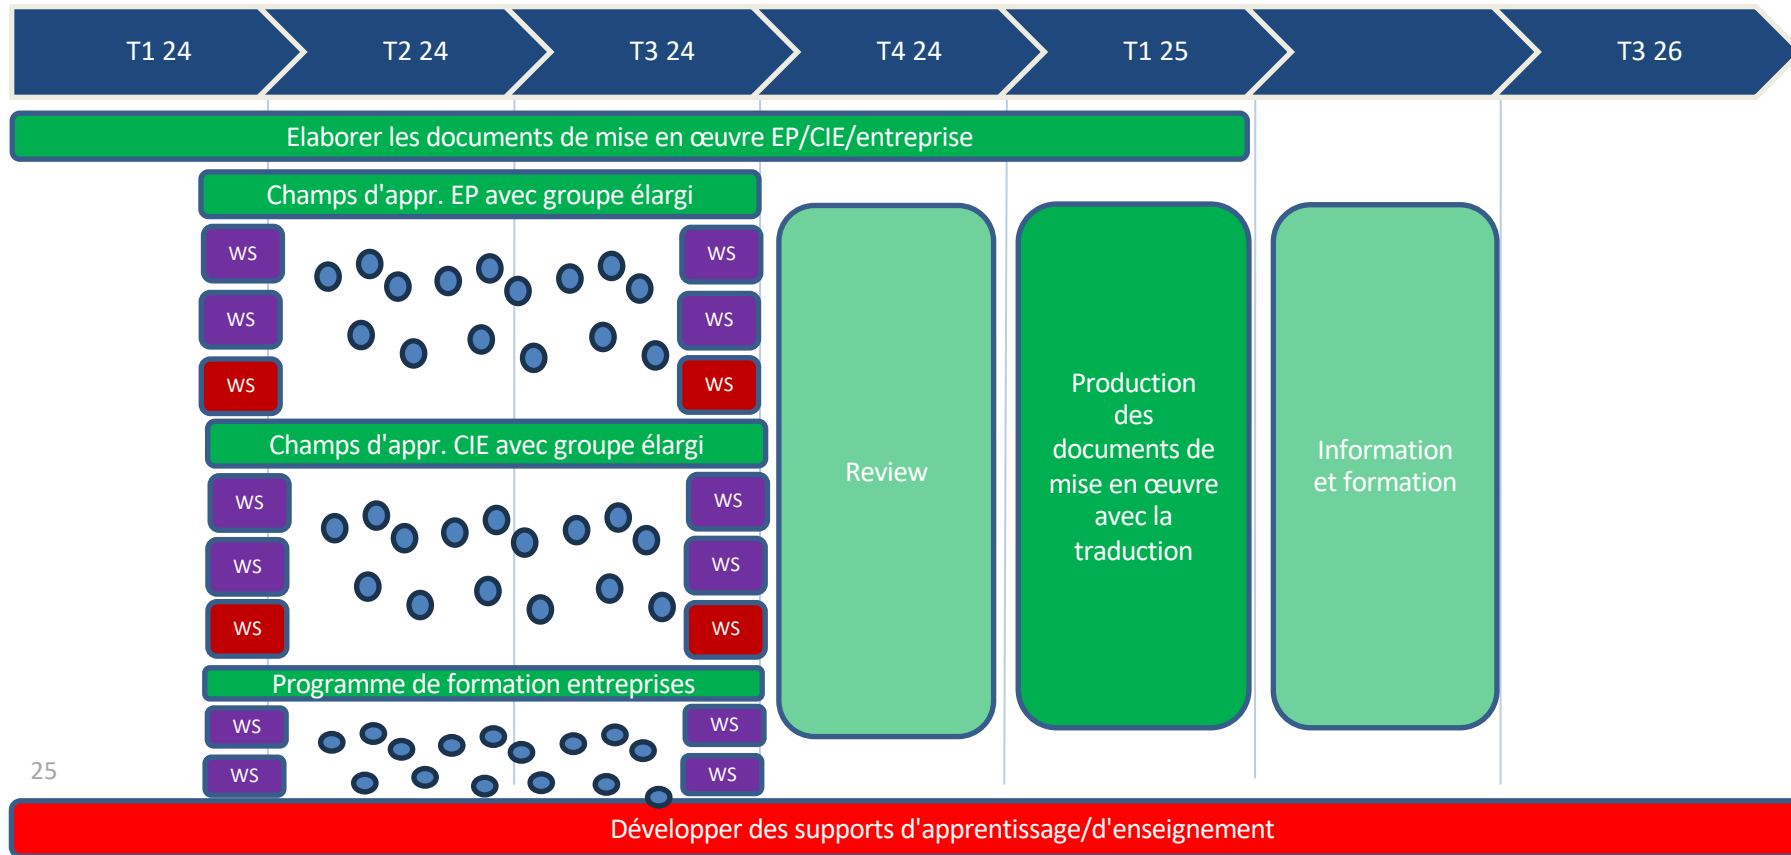 T1 24
T2 24
T3 24
T4 24
T1 25
T3 26
Elaborer les documents de mise en œuvre EP/CIE/entreprise
Champs d'appr. EP avec groupe élargi
WS
WS
WS
WS
WS
WS
Champs d'appr. CIE avec groupe élargi
WS
WS
WS
WS
WS
WS
Programme de formation entreprises
WS
WS
WS
WS
Review
Production
des
documents de
mise en œuvre
avec la
traduction
Information
et formation
25
Développer des supports d'apprentissage/d'enseignement